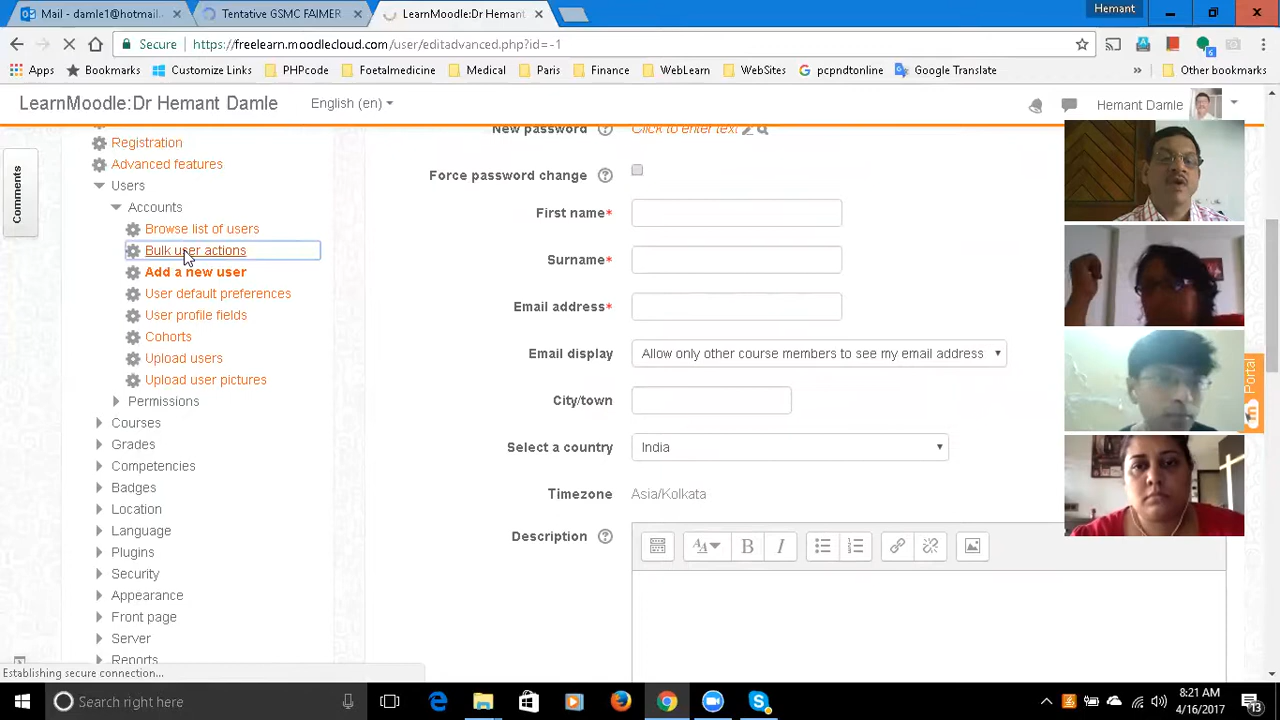 Mail - damle1@hotmail.
Tentative GSMC FAIMER
LearnMoodle:Dr Hemant
Hemant
Secure
https://freelearn.moodlecloud.com/user/editadvanced.php?id=-1
Apps
Bookmarks
Customize Links
PHPcode
Foetalmedicine
Medical
Paris
Finance
WebLearn
WebSites
pcpndtonline
Google Translate
»
Other bookmarks
LearnMoodle:Dr Hemant Damle
English (en)
Hemant Damle
Comments
Registration
Advanced features
Users
Accounts
Browse list of users
Bulk user actions
Add a new user
User default preferences
User profile fields
Cohorts
Upload users
Upload user pictures
Permissions
Courses
Grades
Competencies
Badges
Location
Language
Plugins
Security
Appearance
Front page
Server
Reports
New password
Click to enter text
Force password change
First name*
Surname*
Email address*
Email display
Allow only other course members to see my email address
City/town
Select a country
India
Timezone
Asia/Kolkata
Description
B
I
Portal
Establishing secure connection...
Search right here
8:21 AM
4/16/2017
13